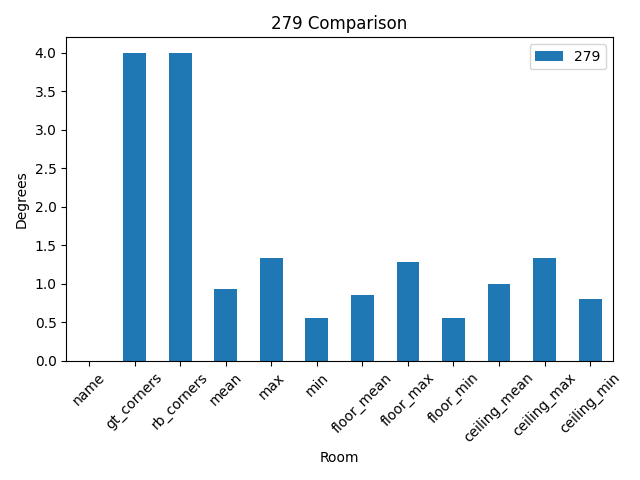 279 Comparison
279
Degrees
4.0
3.5
3.0
2.5
2.0
1.5
1.0
0.5
0.0
name
gt_corners
rb_corners
mean
max
min
floor_mean
floor_max
floor_min
ceiling_mean
ceiling_max
ceiling_min
Room